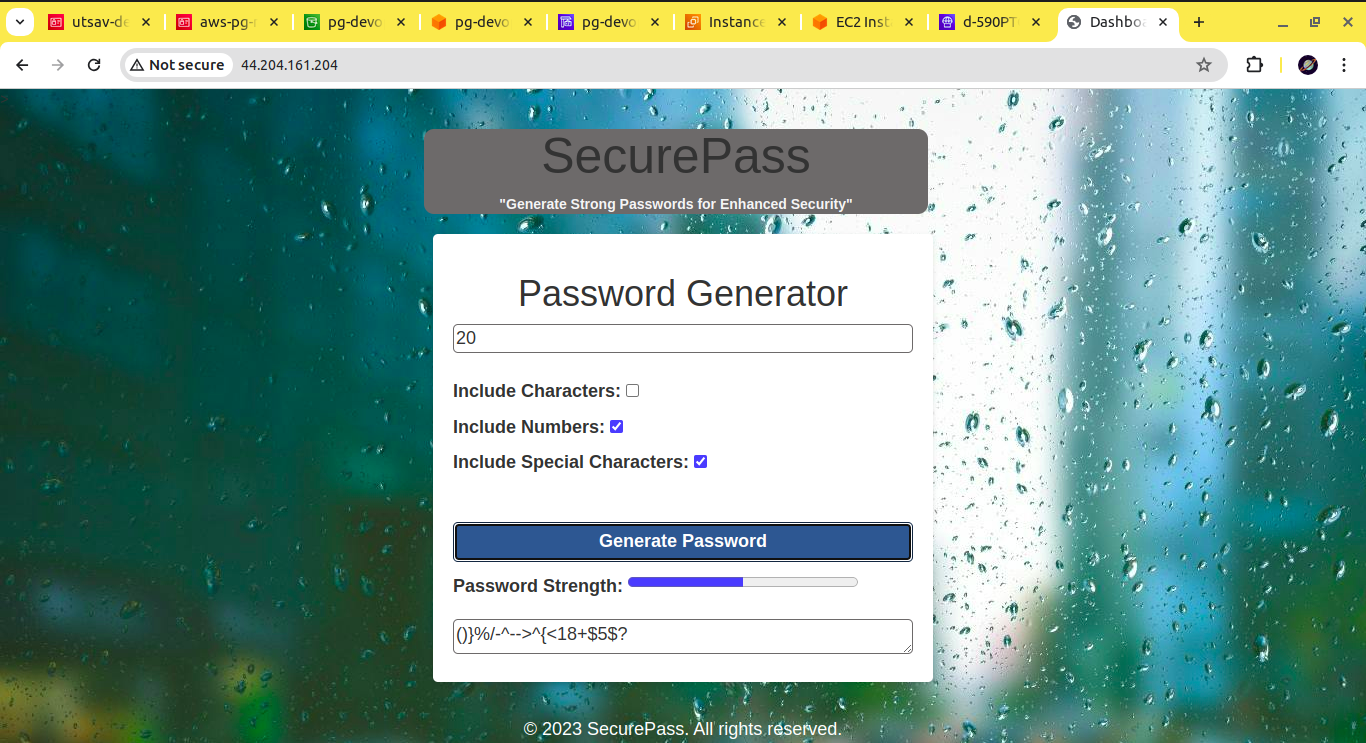 utsav-de
aws-pg-
pg-devo
pg-devo
pg-devo
Instance
EC2 Inst
d-590PT
Dashboa
Not secure
44.204.161.204
SecurePass
"Generate Strong Passwords for Enhanced Security"
Password Generator
20
Include Characters:
Include Numbers:
Include Special Characters:
Generate Password
Password Strength:
()}%/-^-->^{<18+$5$?
© 2023 SecurePass. All rights reserved.